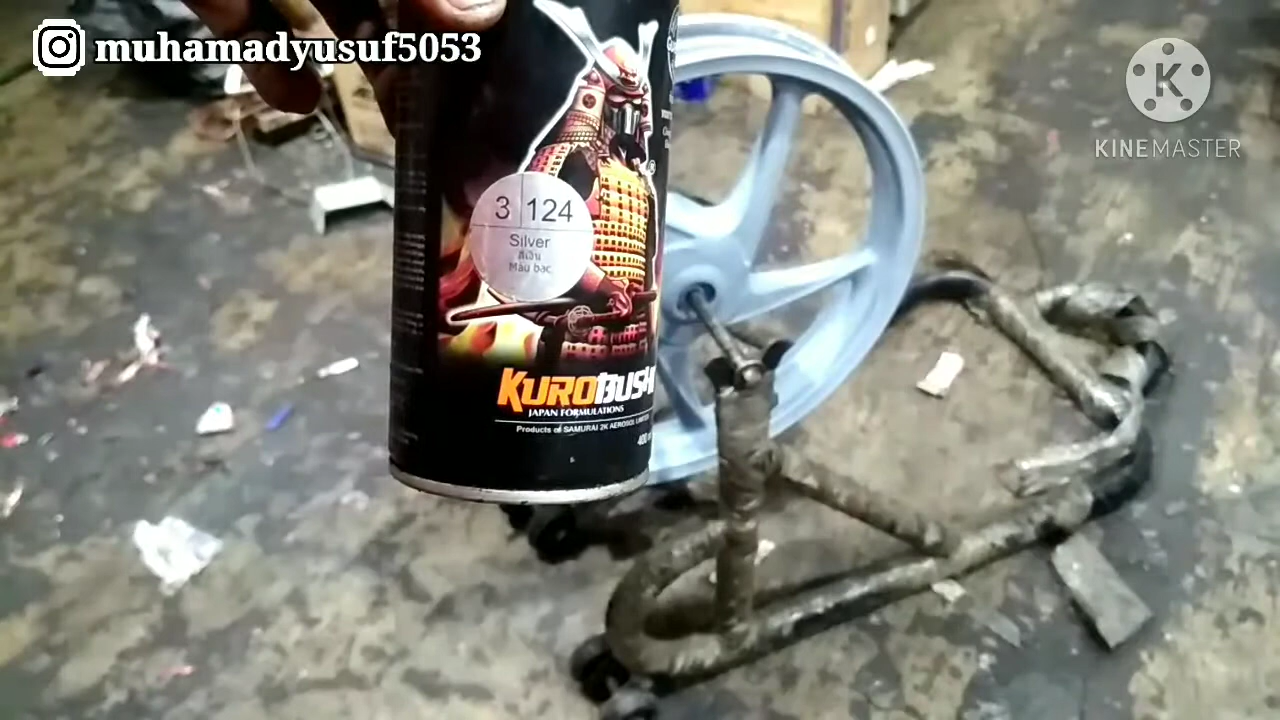 muhamadyusuf5053
K
KINEMASTER
3 124
Silver
สีเงิน
Màu bạc
KUROBUSHI
JAPAN FORMULATIONS
Products of SAMURAI 2K AEROSOL LIMITED